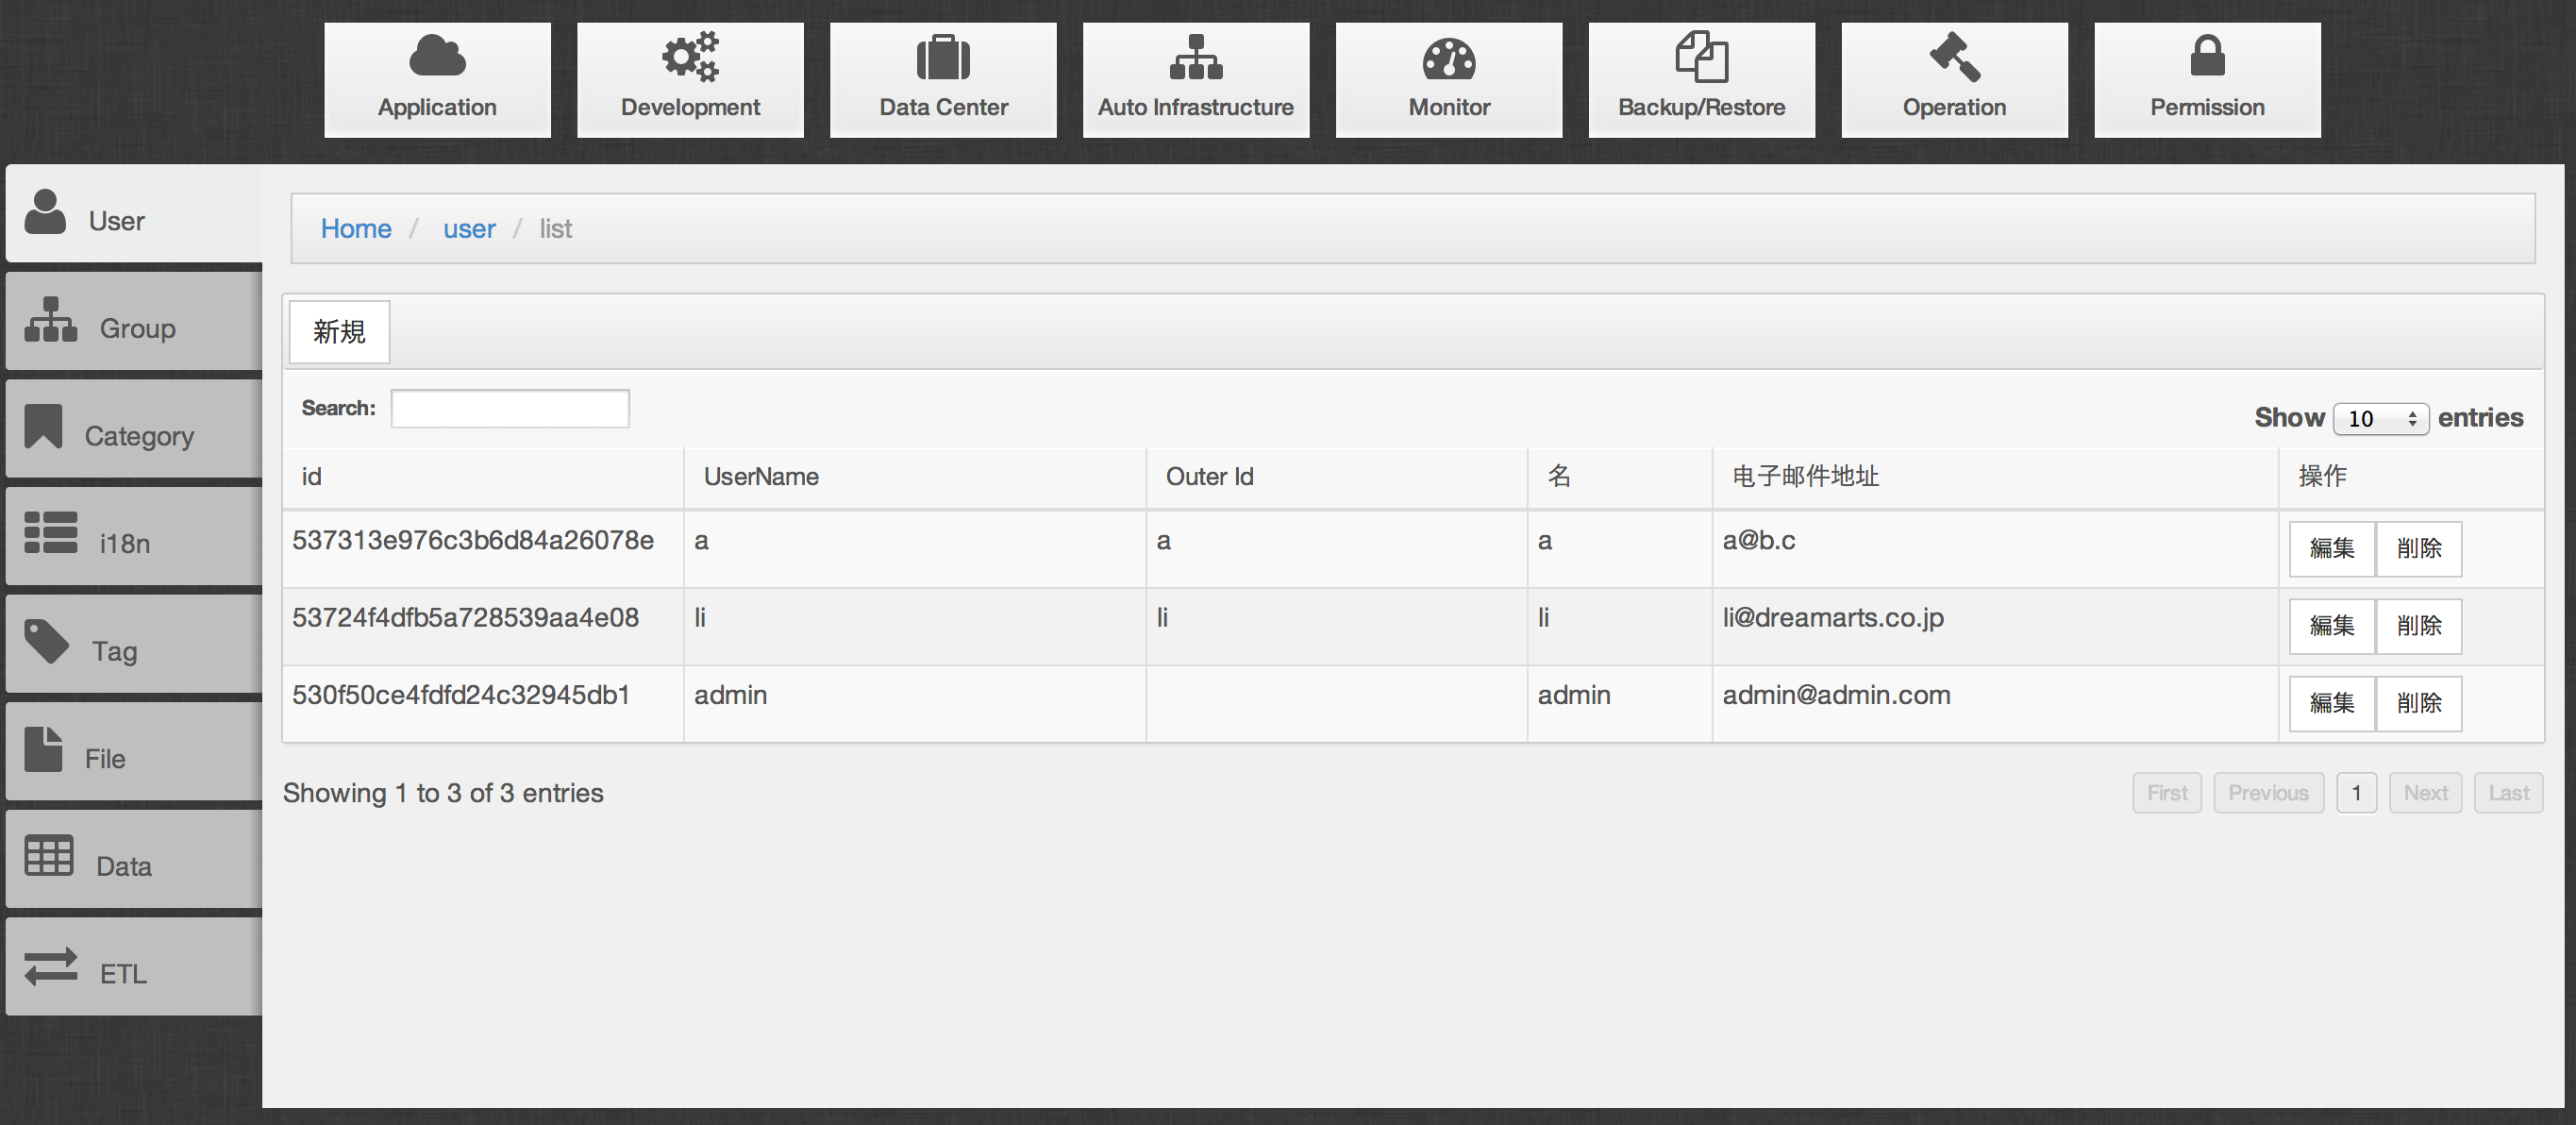 Application
Development
Data Center
Auto Infrastructure
Monitor
Backup/Restore
Operation
Permission
User
Group
Category
i18n
Tag
File
Data
ETL
Home / user / list
新規
Search:
Show 10 entries
id UserName Outer Id 名 电子邮件地址 操作
537313e976c3b6d84a26078e a a a a@b.c 編集 削除
53724f4dfb5a728539aa4e08 li li li li@dreamarts.co.jp 編集 削除
530f50ce4fdfd24c32945db1 admin admin admin@admin.com 編集 削除
Showing 1 to 3 of 3 entries
First Previous 1 Next Last